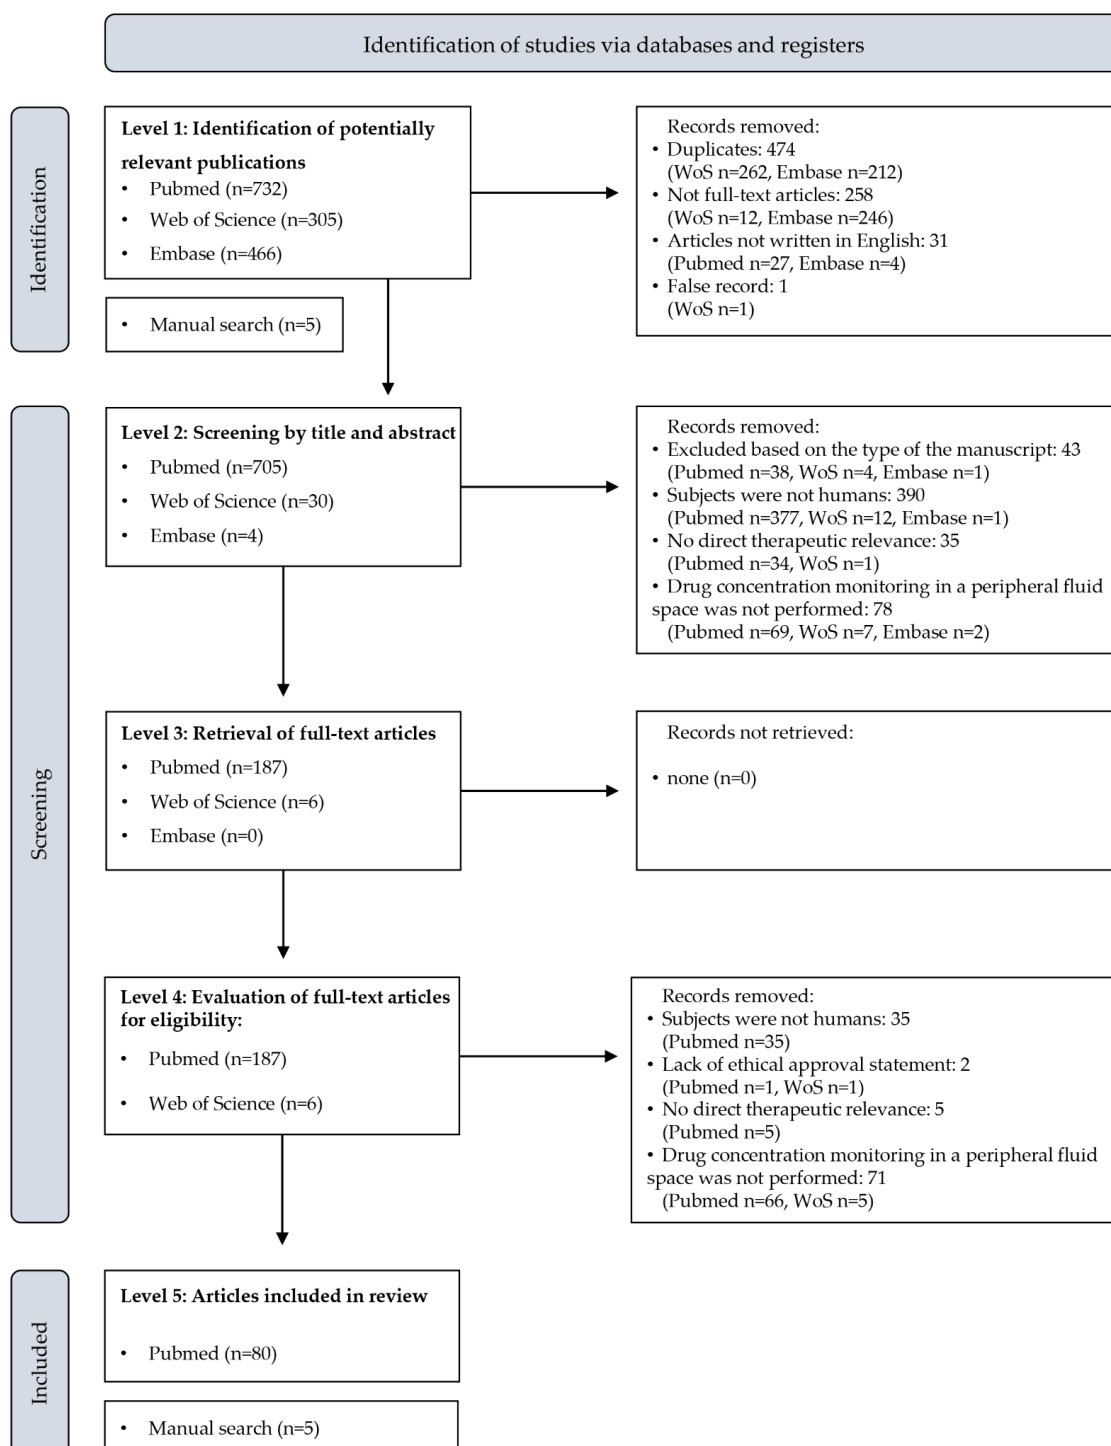 Identification of studies via databases and registers
Identification
Level 1: Identification of potentially
relevant publications
• Pubmed (n=732)
• Web of Science (n=305)
• Embase (n=466)
• Manual search (n=5)
Records removed:
• Duplicates: 474
(WoS n=262, Embase n=212)
• Not full-text articles: 258
(WoS n=12, Embase n=246)
• Articles not written in English: 31
(Pubmed n=27, Embase n=4)
• False record: 1
(WoS n=1)
Screening
Level 2: Screening by title and abstract
• Pubmed (n=705)
• Web of Science (n=30)
• Embase (n=4)
Records removed:
• Excluded based on the type of the manuscript: 43
(Pubmed n=38, WoS n=4, Embase n=1)
• Subjects were not humans: 390
(Pubmed n=377, WoS n=12, Embase n=1)
• No direct therapeutic relevance: 35
(Pubmed n=34, WoS n=1)
• Drug concentration monitoring in a peripheral fluid
space was not performed: 78
(Pubmed n=69, WoS n=7, Embase n=2)
Level 3: Retrieval of full-text articles
• Pubmed (n=187)
• Web of Science (n=6)
• Embase (n=0)
Records not retrieved:
• none (n=0)
Level 4: Evaluation of full-text articles
for eligibility:
• Pubmed (n=187)
• Web of Science (n=6)
Records removed:
• Subjects were not humans: 35
(Pubmed n=35)
• Lack of ethical approval statement: 2
(Pubmed n=1, WoS n=1)
• No direct therapeutic relevance: 5
(Pubmed n=5)
• Drug concentration monitoring in a peripheral fluid
space was not performed: 71
(Pubmed n=66, WoS n=5)
Included
Level 5: Articles included in review
• Pubmed (n=80)
• Manual search (n=5)